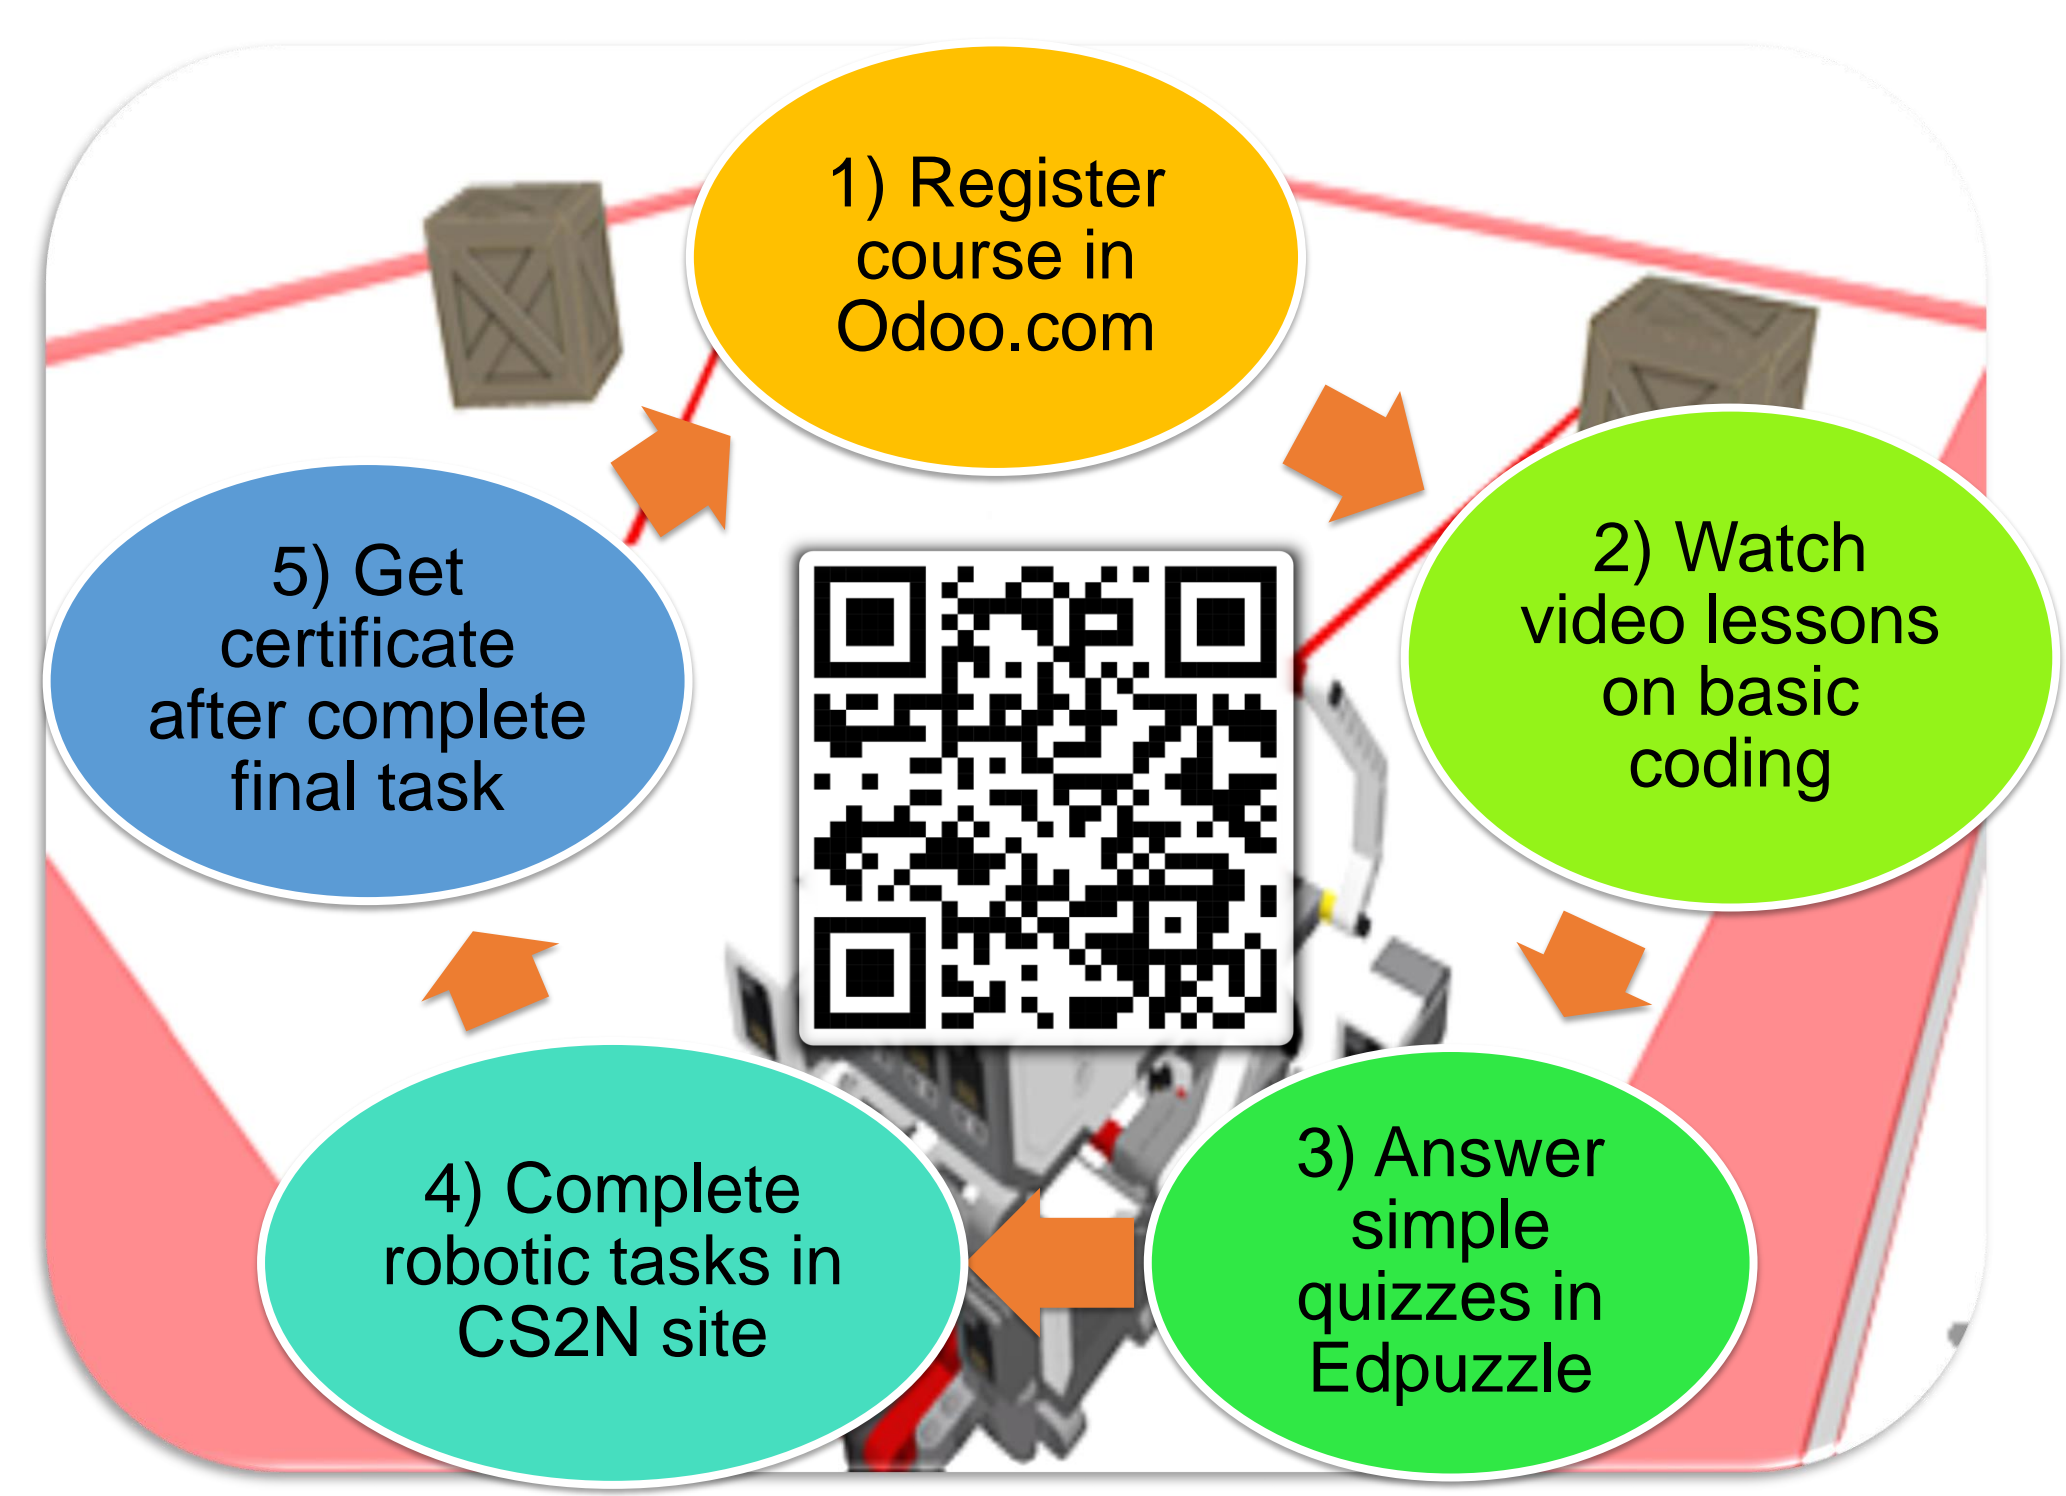 1) Register
course in
Odoo.com
2) Watch
video lessons
on basic
coding
3) Answer
simple
quizzes in
Edpuzzle
4) Complete
robotic tasks in
CS2N site
5) Get
certificate
after complete
final task